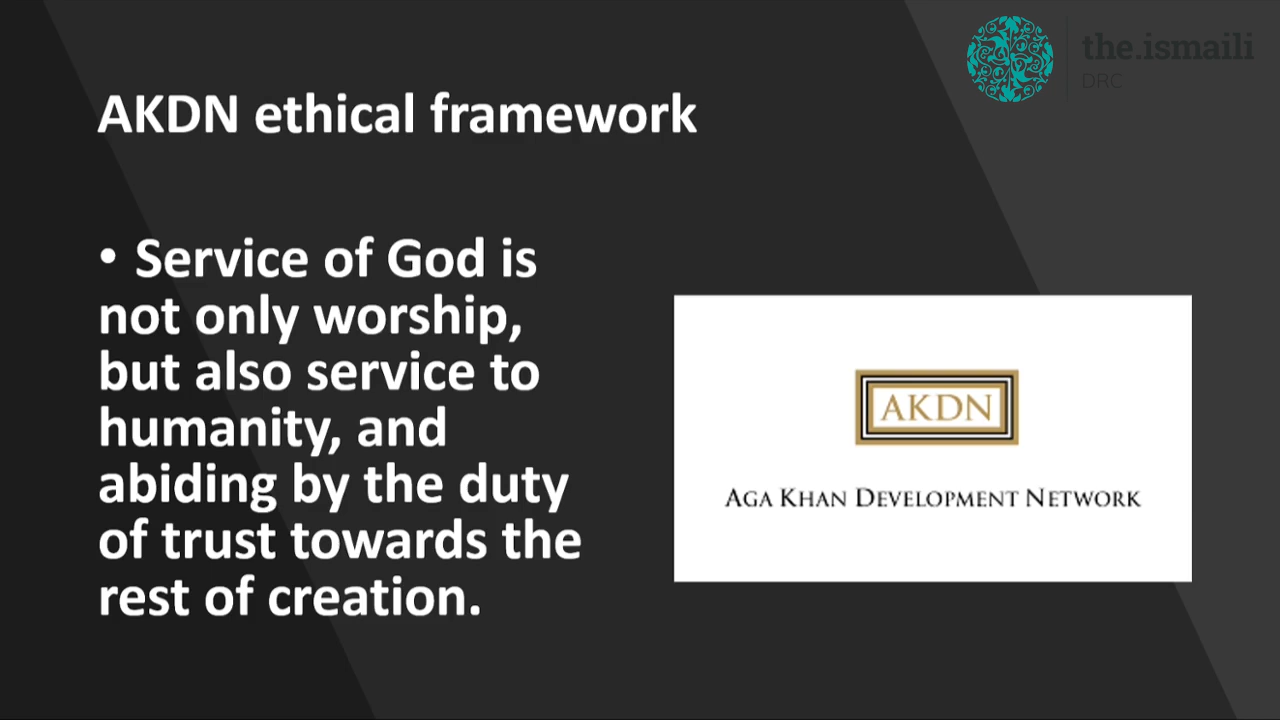 the.ismaili
DRC
AKDN ethical framework
• Service of God is
not only worship,
but also service to
humanity, and
abiding by the duty
of trust towards the
rest of creation.
AKDN
AGA KHAN DEVELOPMENT NETWORK